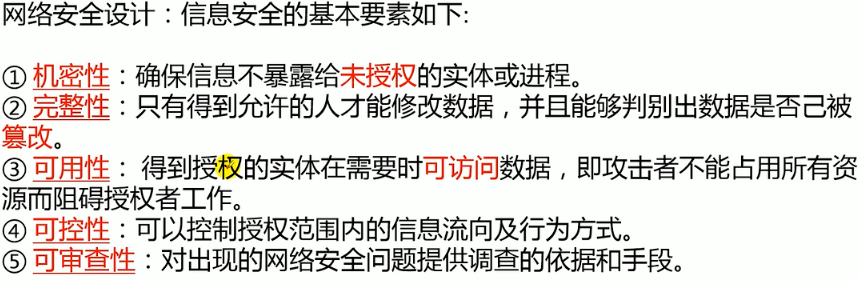 网络安全设计：信息安全的基本要素如下:
① 机密性：确保信息不暴露给未授权的实体或进程。
② 完整性：只有得到允许的人才能修改数据，并且能够判别出数据是否己被
篡改。
③ 可用性： 得到授权的实体在需要时可访问数据，即攻击者不能占用所有资
源而阻碍授权者工作。
④ 可控性：可以控制授权范围内的信息流向及行为方式。
⑤ 可审查性：对出现的网络安全问题提供调查的依据和手段。